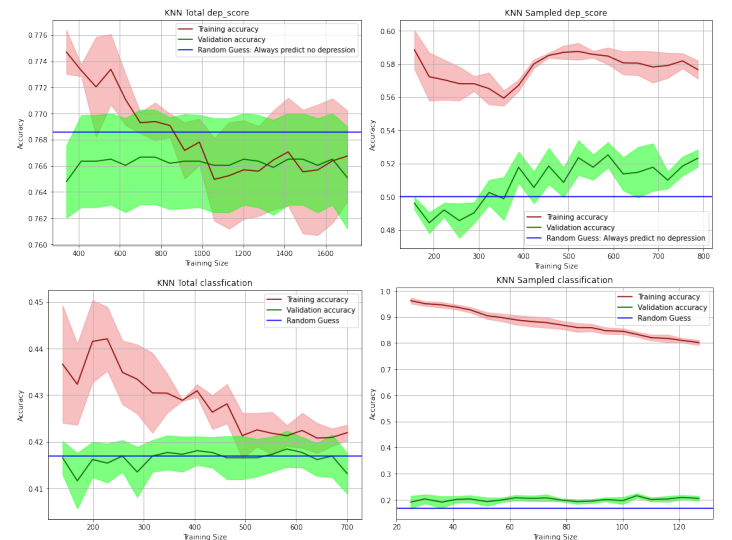 KNN Total dep_score
0.776
0.774
0.772
0.770
0.768
0.766
0.764
0.762
0.760
Accuracy
Training accuracy
Validation accuracy
Random Guess: Always predict no depression
400 600 800 1000 1200 1400 1600
Training Size
KNN Sampled dep_score
0.60
0.58
0.56
0.54
0.52
0.50
0.48
Accuracy
Training accuracy
Validation accuracy
Random Guess: Always predict no depression
200 300 400 500 600 700 800
Training Size
KNN Total classfication
0.45
0.44
0.43
0.42
0.41
Accuracy
Training accuracy
Validation accuracy
Random Guess
200 300 400 500 600 700
Training Size
KNN Sampled classification
1.0
0.9
0.8
0.7
0.6
0.5
0.4
0.3
0.2
Accuracy
Training accuracy
Validation accuracy
Random Guess
20 40 60 80 100 120
Training Size